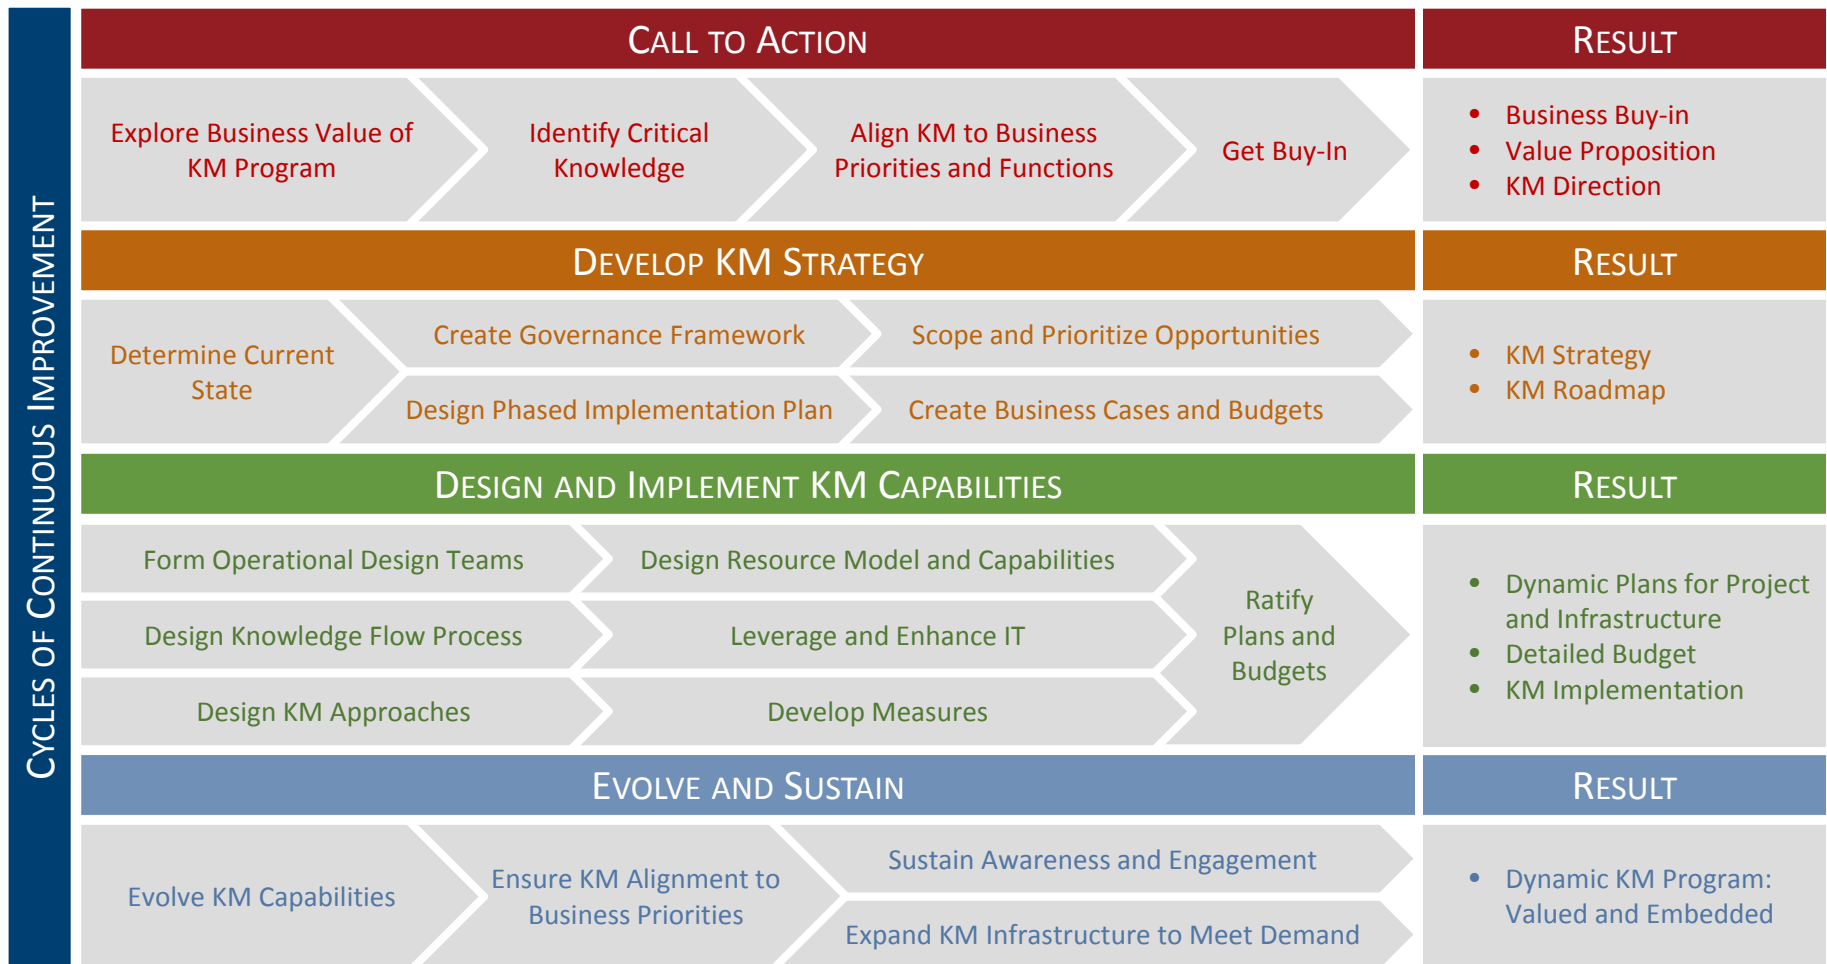 CYCLES OF CONTINUOUS IMPROVEMENT
CALL TO ACTION
RESULT
Explore Business Value of
KM Program
Identify Critical
Knowledge
Align KM to Business
Priorities and Functions
Get Buy-In
• Business Buy-in
• Value Proposition
• KM Direction
DEVELOP KM STRATEGY
RESULT
Determine Current
State
Create Governance Framework
Scope and Prioritize Opportunities
Design Phased Implementation Plan
Create Business Cases and Budgets
• KM Strategy
• KM Roadmap
DESIGN AND IMPLEMENT KM CAPABILITIES
RESULT
Form Operational Design Teams
Design Resource Model and Capabilities
Design Knowledge Flow Process
Leverage and Enhance IT
Design KM Approaches
Develop Measures
Ratify
Plans and
Budgets
• Dynamic Plans for Project
and Infrastructure
• Detailed Budget
• KM Implementation
EVOLVE AND SUSTAIN
RESULT
Evolve KM Capabilities
Ensure KM Alignment to
Business Priorities
Sustain Awareness and Engagement
Expand KM Infrastructure to Meet Demand
• Dynamic KM Program:
Valued and Embedded